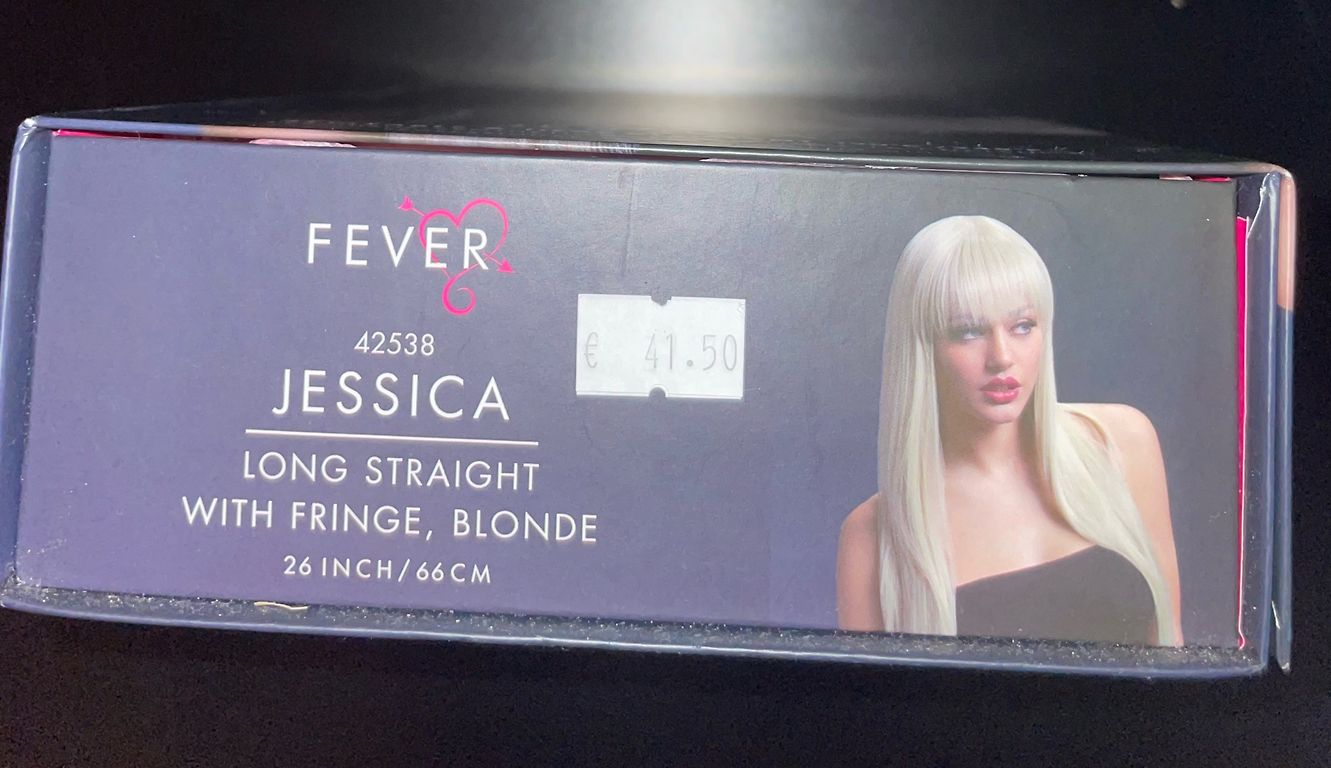 FEVER
42538
JESSICA
LONG STRAIGHT
WITH FRINGE, BLONDE
26 INCH/66CM
€ 41.50